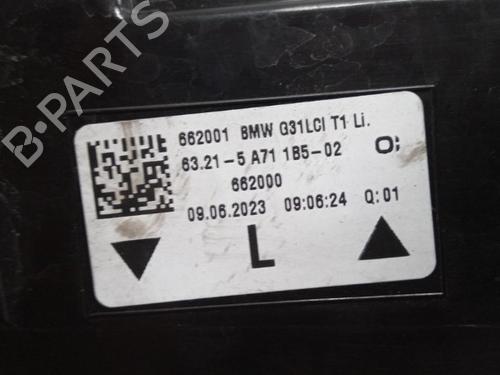 B-PARTS
662001 BMW G31LCI T1 Li.
63.21-5 A71 1B5-02
662000
09.06.2023 09:06:24 Q:01
L